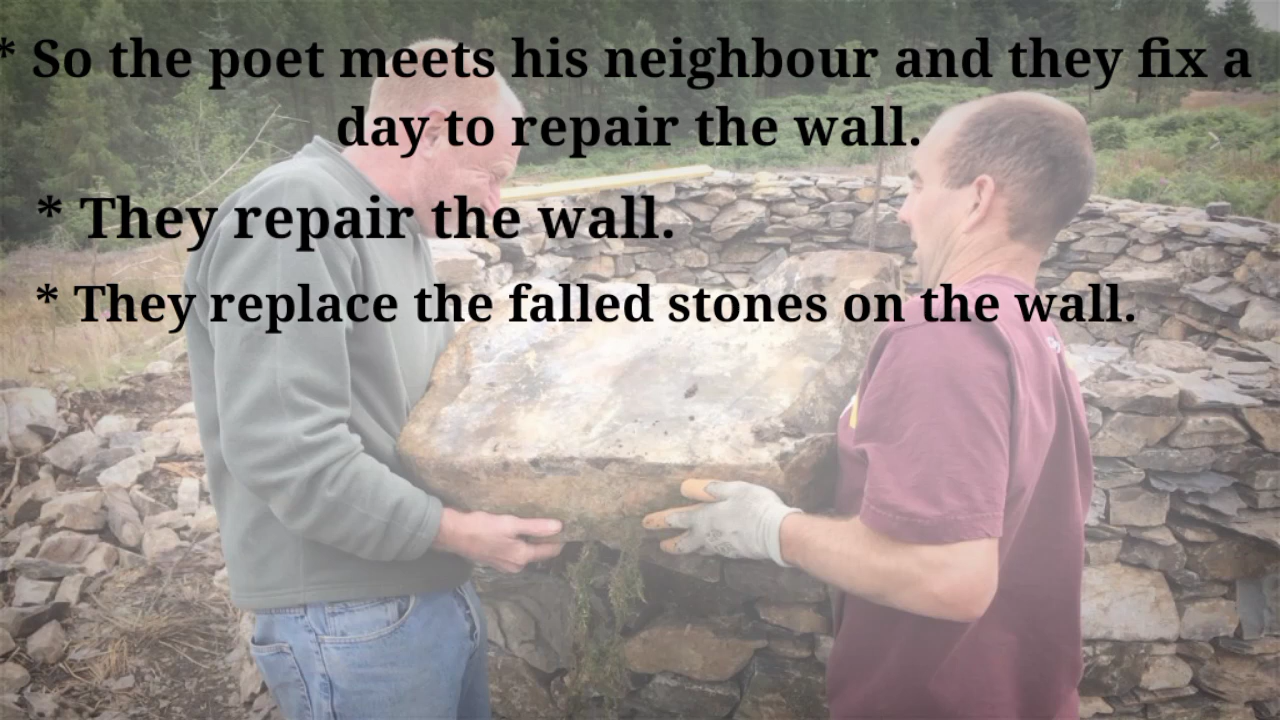 * So the poet meets his neighbour and they fix a
day to repair the wall.
* They repair the wall.
* They replace the falled stones on the wall.